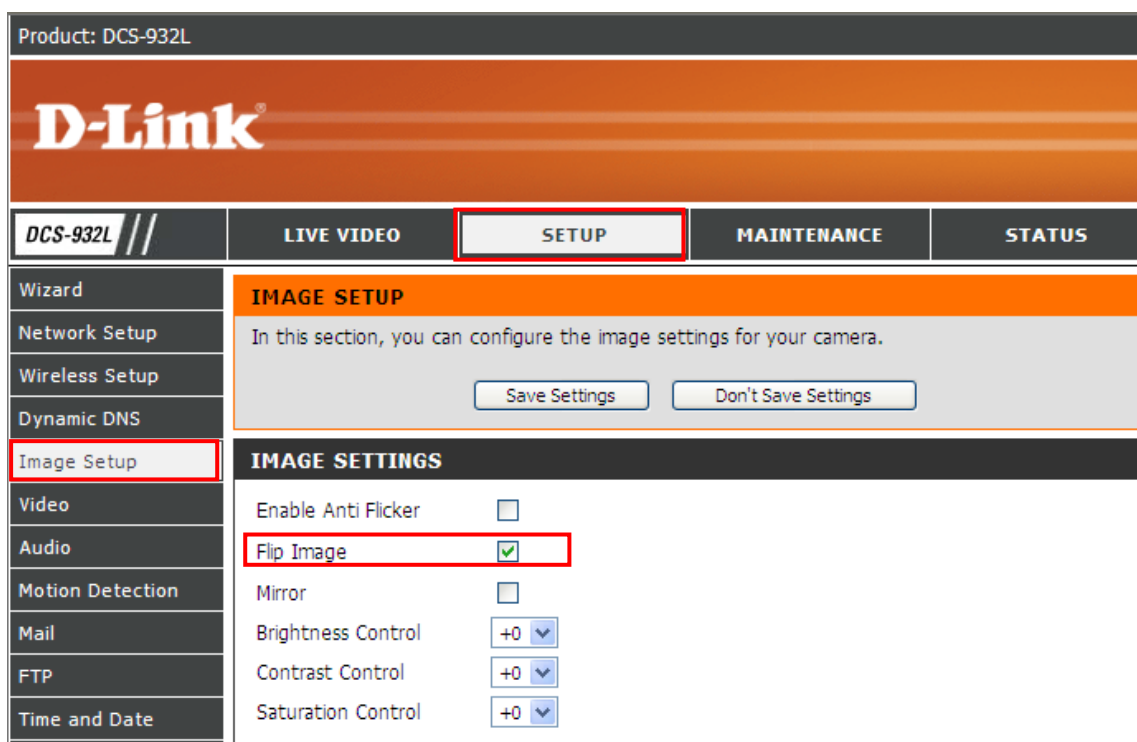 Product: DCS-932L
D-Link®
DCS-932L LIVE VIDEO SETUP MAINTENANCE STATUS
Wizard
Network Setup
Wireless Setup
Dynamic DNS
Image Setup
Video
Audio
Motion Detection
Mail
FTP
Time and Date
IMAGE SETUP
In this section, you can configure the image settings for your camera.
Save Settings Don't Save Settings
IMAGE SETTINGS
Enable Anti Flicker
Flip Image
Mirror
Brightness Control +0
Contrast Control +0
Saturation Control +0